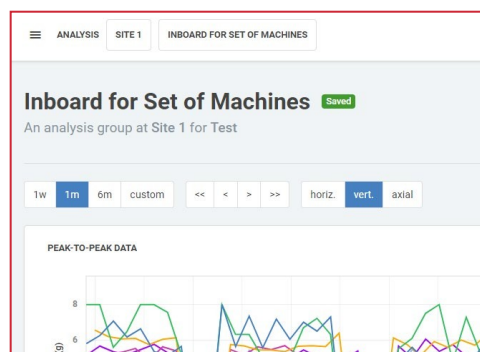 ANALYSIS SITE 1 INBOARD FOR SET OF MACHINES
Inboard for Set of Machines Saved
An analysis group at Site 1 for Test
1w 1m 6m custom << < > >> horiz. vert. axial
PEAK-TO-PEAK DATA
8
6
(g)